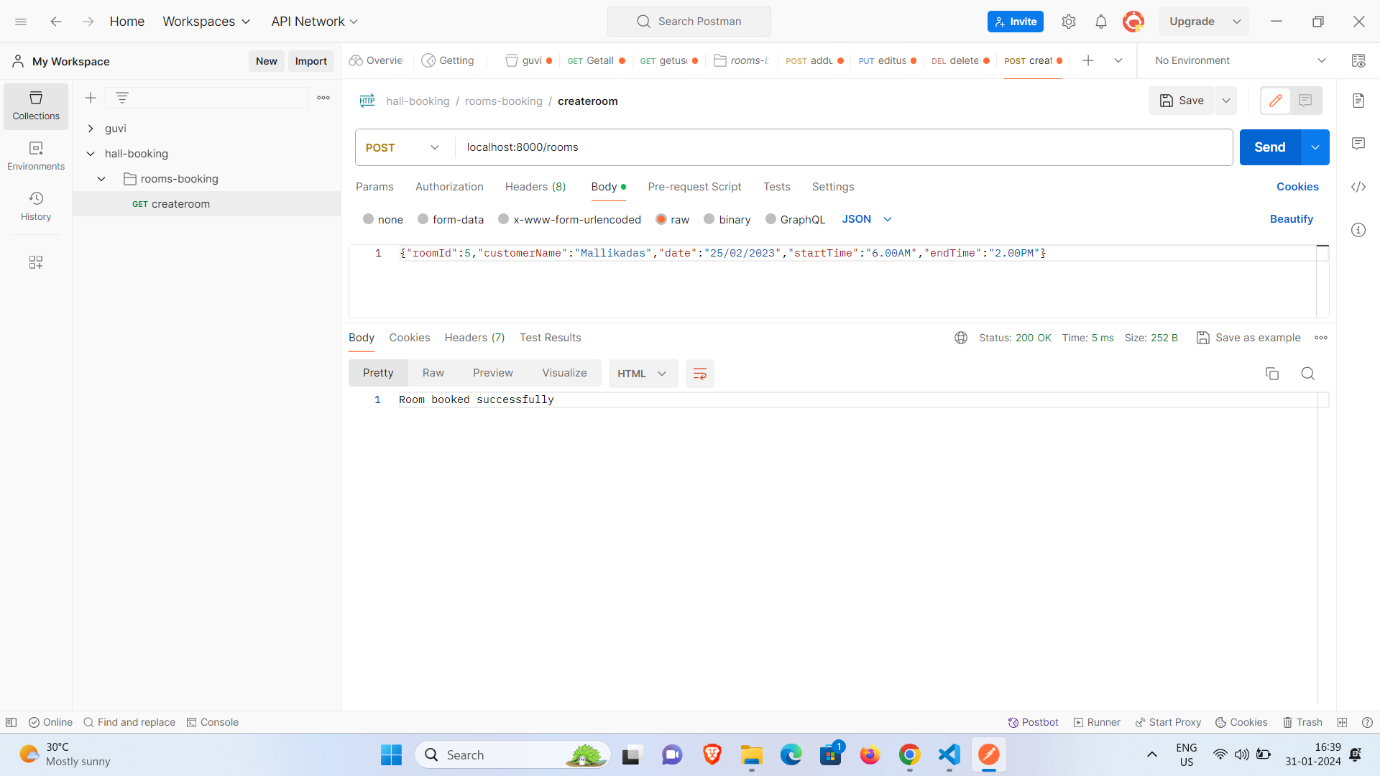 Home Workspaces API Network Search Postman Invite Upgrade
My Workspace New Import Overvie Getting guvi GET Getall GET getuse rooms-b POST addu PUT editus DEL delete POST creat No Environment
Collections
Environments
History
guvi
hall-booking
rooms-booking
GET createroom
HTTP hall-booking / rooms-booking / createroom Save
POST localhost:8000/rooms Send
Params Authorization Headers (8) Body Pre-request Script Tests Settings Cookies
none form-data x-www-form-urlencoded raw binary GraphQL JSON Beautify
1 {"roomId":5,"customerName":"Mallikadas","date":"25/02/2023","startTime":"6.00AM","endTime":"2.00PM"}
Body Cookies Headers (7) Test Results Status: 200 OK Time: 5 ms Size: 252 B Save as example
Pretty Raw Preview Visualize HTML
1 Room booked successfully
Online Find and replace Console Postbot Runner Start Proxy Cookies Trash
30°C
Mostly sunny
Search
1
ENG
US
16:39
31-01-2024